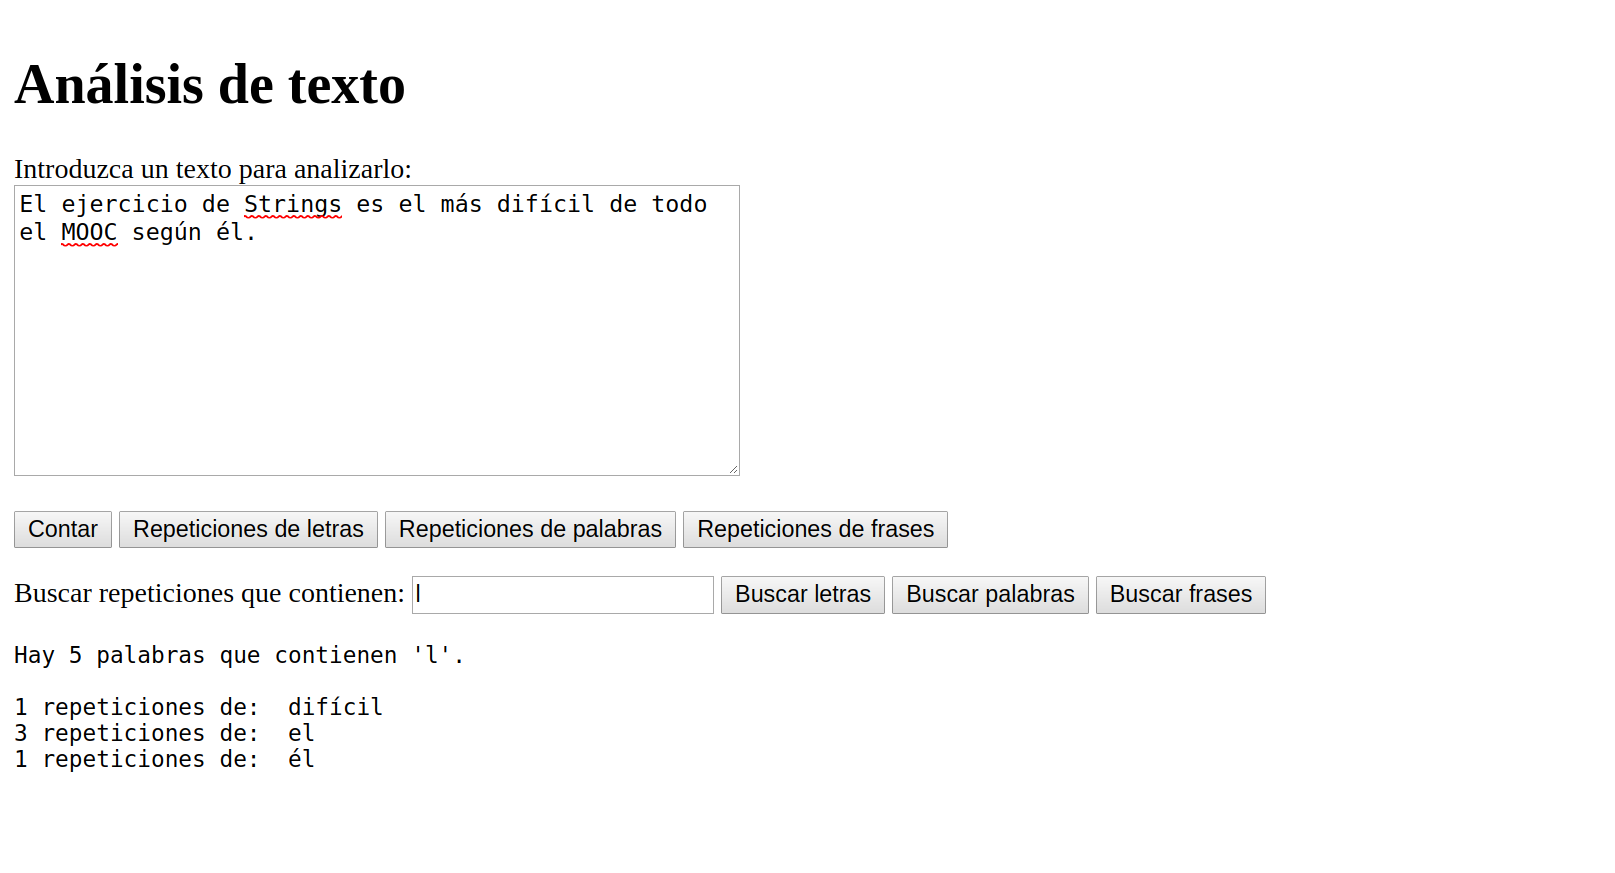 Análisis de texto
Introduzca un texto para analizarlo:
El ejercicio de Strings es el más difícil de todo
el MOOC según él.
Contar Repeticiones de letras Repeticiones de palabras Repeticiones de frases
Buscar repeticiones que contienen: l Buscar letras Buscar palabras Buscar frases
Hay 5 palabras que contienen 'l'.
1 repeticiones de:  difícil
3 repeticiones de:  el
1 repeticiones de:  él